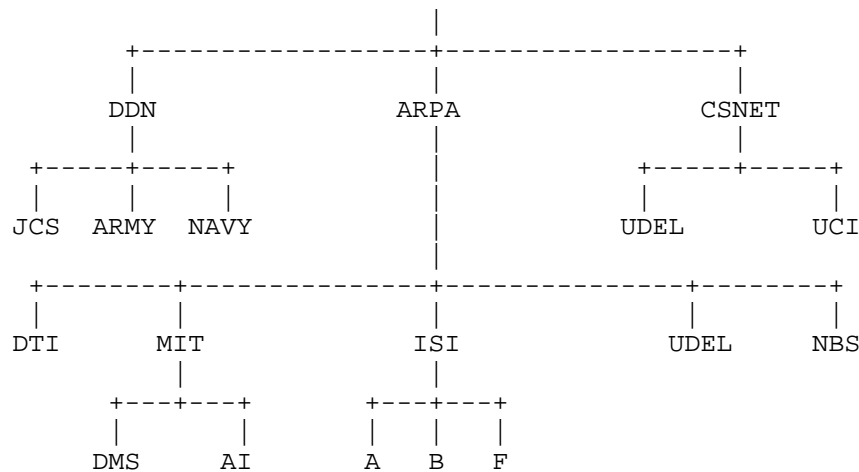 DDN ARPA CSNET
JCS ARMY NAVY UDEL UCI
DTI MIT ISI UDEL NBS
DMS AI A B F